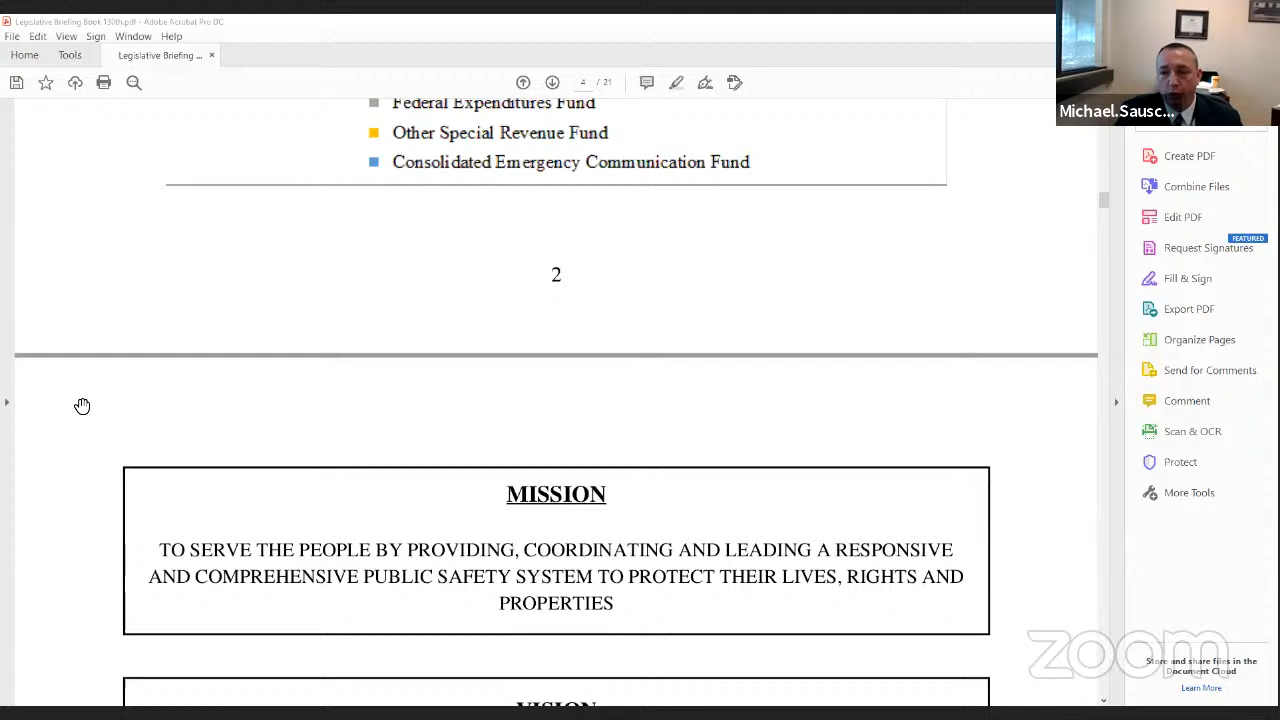 Legislative Briefing Book 130th.pdf - Adobe Acrobat Pro DC
File Edit View Sign Window Help
Home Tools Legislative Briefing ... ×
4 / 21
Michael.Sausc...
Federal Expenditures Fund
Other Special Revenue Fund
Consolidated Emergency Communication Fund
2
MISSION
TO SERVE THE PEOPLE BY PROVIDING, COORDINATING AND LEADING A RESPONSIVE
AND COMPREHENSIVE PUBLIC SAFETY SYSTEM TO PROTECT THEIR LIVES, RIGHTS AND
PROPERTIES
VISION
Create PDF
Combine Files
Edit PDF
FEATURED
Request Signatures
Fill & Sign
Export PDF
Organize Pages
Send for Comments
Comment
Scan & OCR
Protect
More Tools
zoom
Store and share files in the
Document Cloud
Learn More